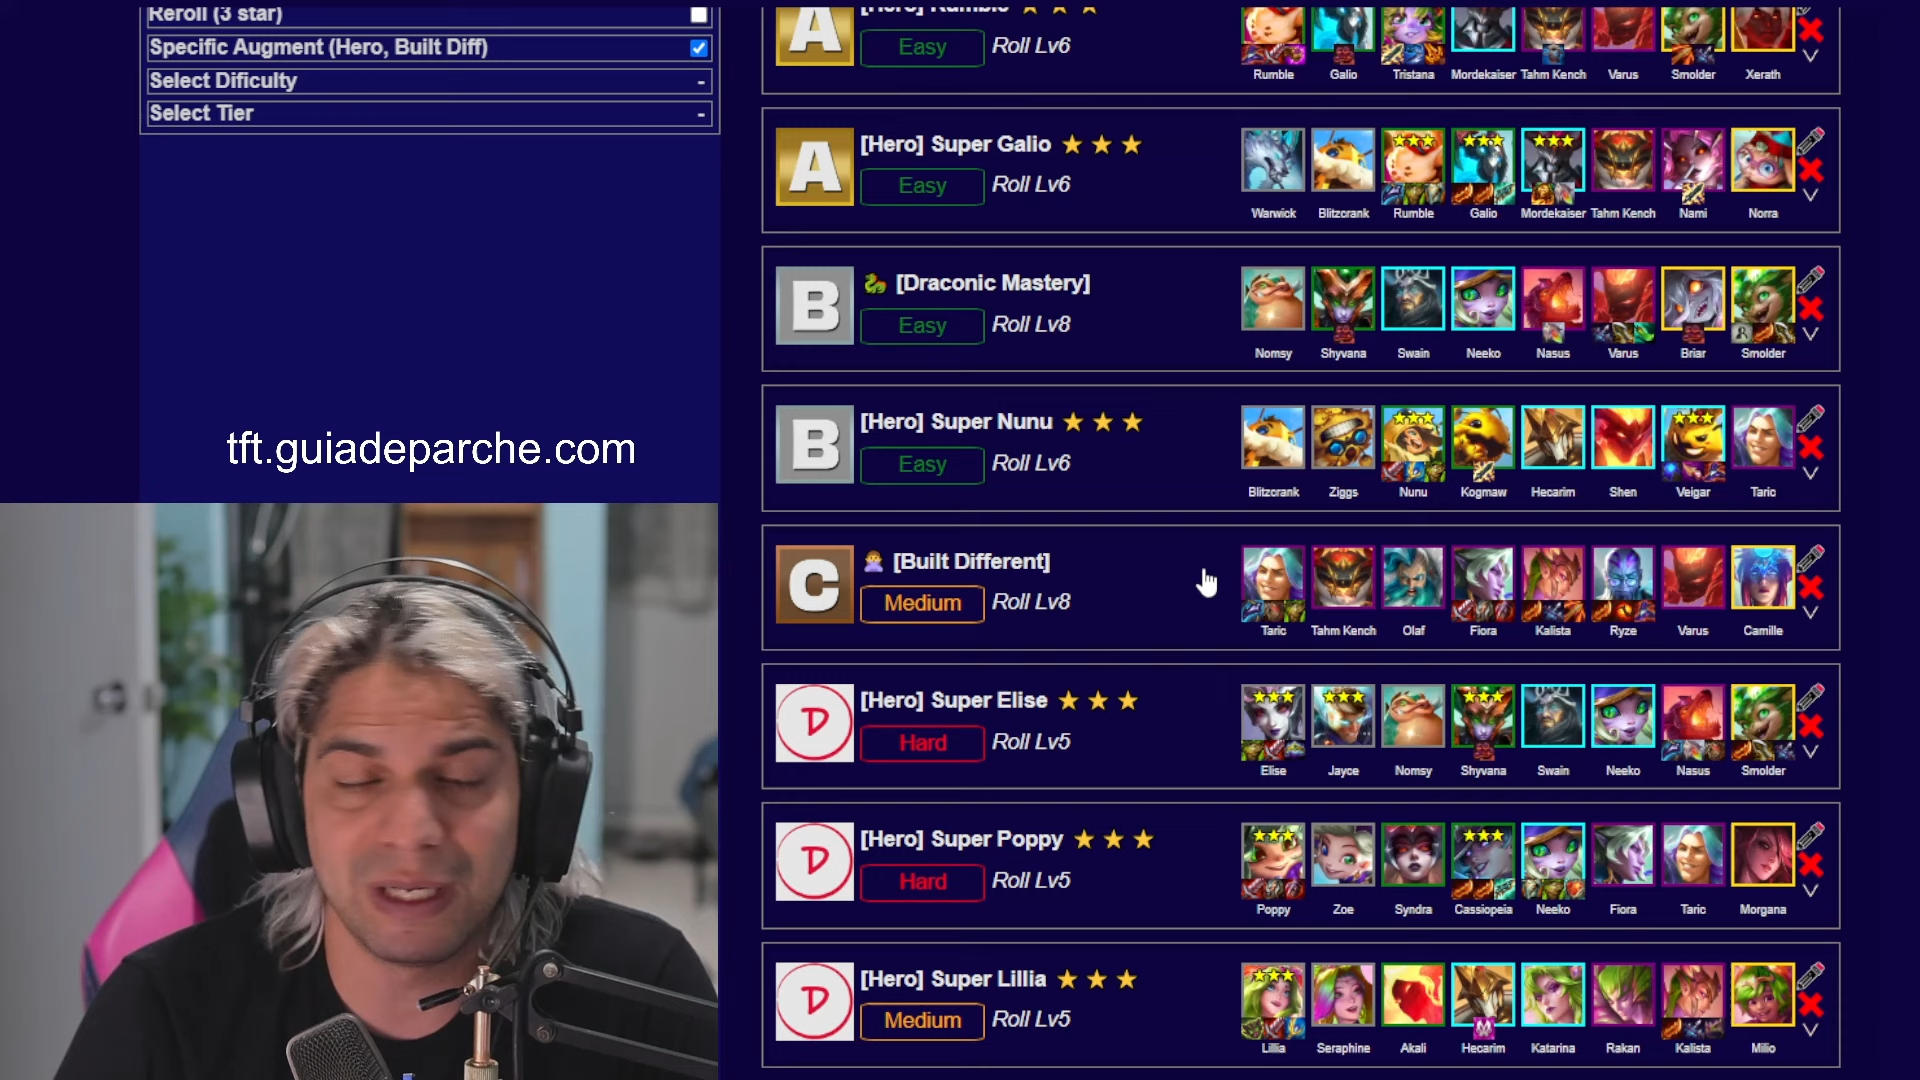 Reroll (3 star)
Specific Augment (Hero, Built Diff)
Select Dificulty -
Select Tier -
tft.guiadeparche.com
A
[Hero] Rumble
Easy Roll Lv6
Rumble Galio Tristana Mordekaiser Tahm Kench Varus Smolder Xerath
A
[Hero] Super Galio
Easy Roll Lv6
Warwick Blitzcrank Rumble Galio Mordekaiser Tahm Kench Nami Norra
B
[Draconic Mastery]
Easy Roll Lv8
Nomsy Shyvana Swain Neeko Nasus Varus Briar Smolder
B
[Hero] Super Nunu
Easy Roll Lv6
Blitzcrank Ziggs Nunu Kogmaw Hecarim Shen Veigar Taric
C
[Built Different]
Medium Roll Lv8
Taric Tahm Kench Olaf Fiora Kalista Ryze Varus Camille
D
[Hero] Super Elise
Hard Roll Lv5
Elise Jayce Nomsy Shyvana Swain Neeko Nasus Smolder
D
[Hero] Super Poppy
Hard Roll Lv5
Poppy Zoe Syndra Cassiopeia Neeko Fiora Taric Morgana
D
[Hero] Super Lillia
Medium Roll Lv5
Lillia Seraphine Akali Hecarim Katarina Rakan Kalista Milio